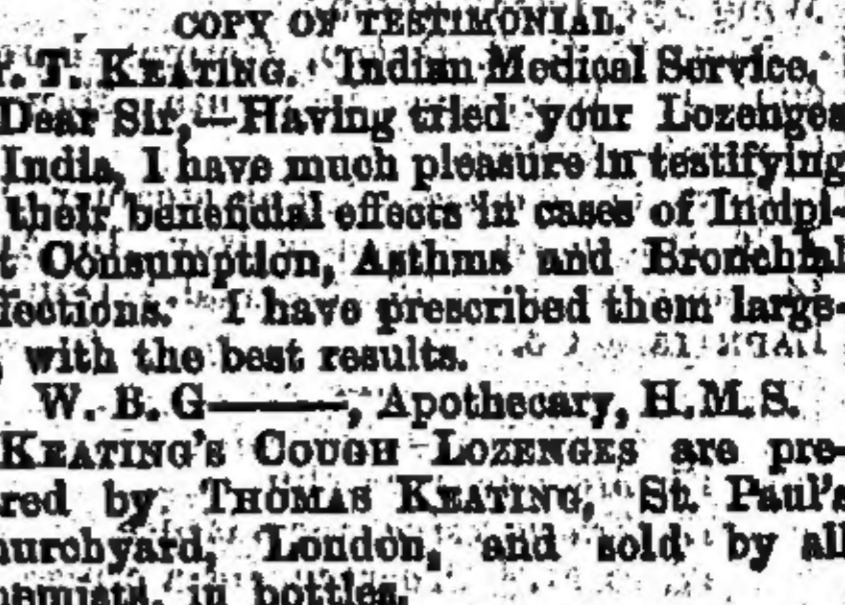 COPY OF TESTIMONIAL.
T. KEATING. Indian Medical Service.
Dear Sir,—Having tried your Lozenges
India, I have much pleasure in testifying
their beneficial effects in cases of Incipi-
t Consumption, Asthma and Bronchial
fections. I have prescribed them large-
, with the best results.
W. B. G———, Apothecary, H.M.S.
KEATING'S COUGH LOZENGES are pre-
red by THOMAS KEATING, St. Paul's
hurchyard, London, and sold by all
hemists, in bottles.